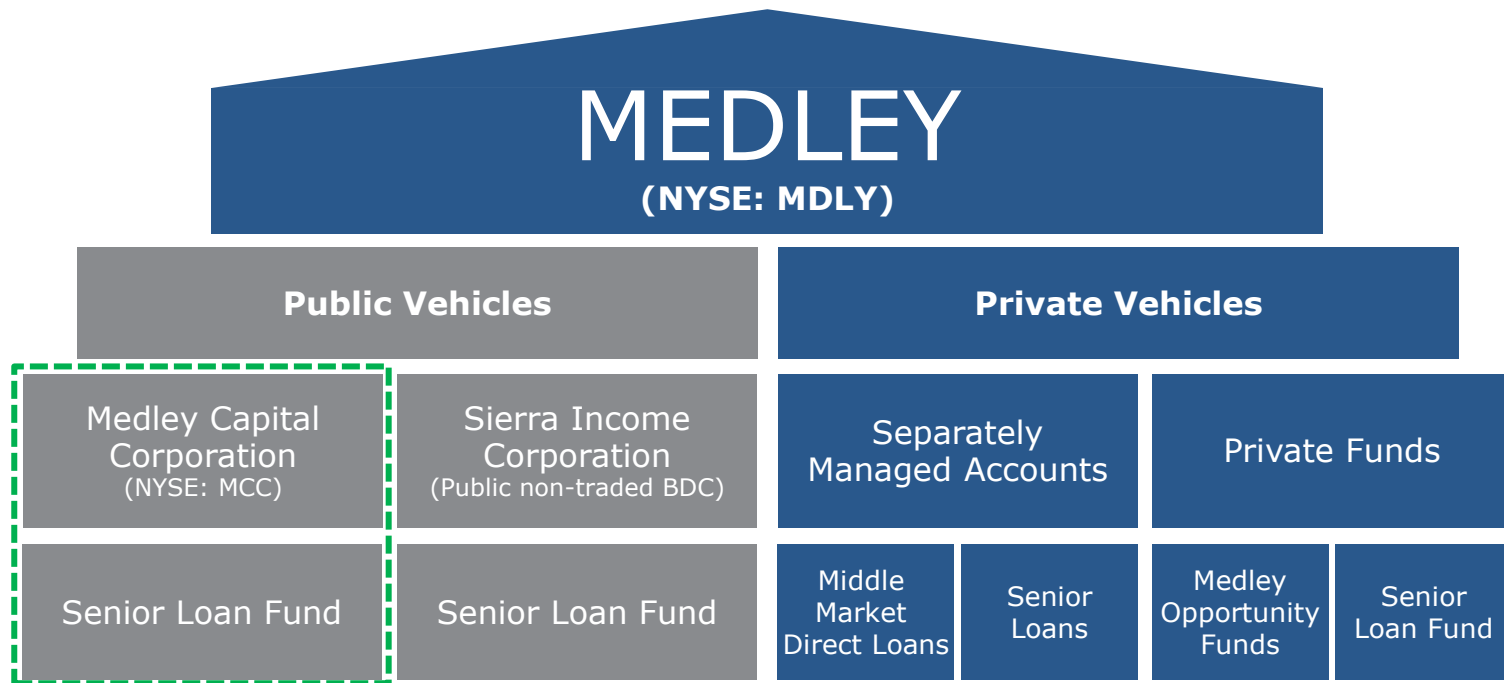 MEDLEY
(NYSE: MDLY)
Public Vehicles
Private Vehicles
Medley Capital
Corporation
(NYSE: MCC)
Sierra Income
Corporation
(Public non-traded BDC)
Separately
Managed Accounts
Private Funds
Senior Loan Fund
Senior Loan Fund
Middle
Market
Direct Loans
Senior
Loans
Medley
Opportunity
Funds
Senior
Loan Fund